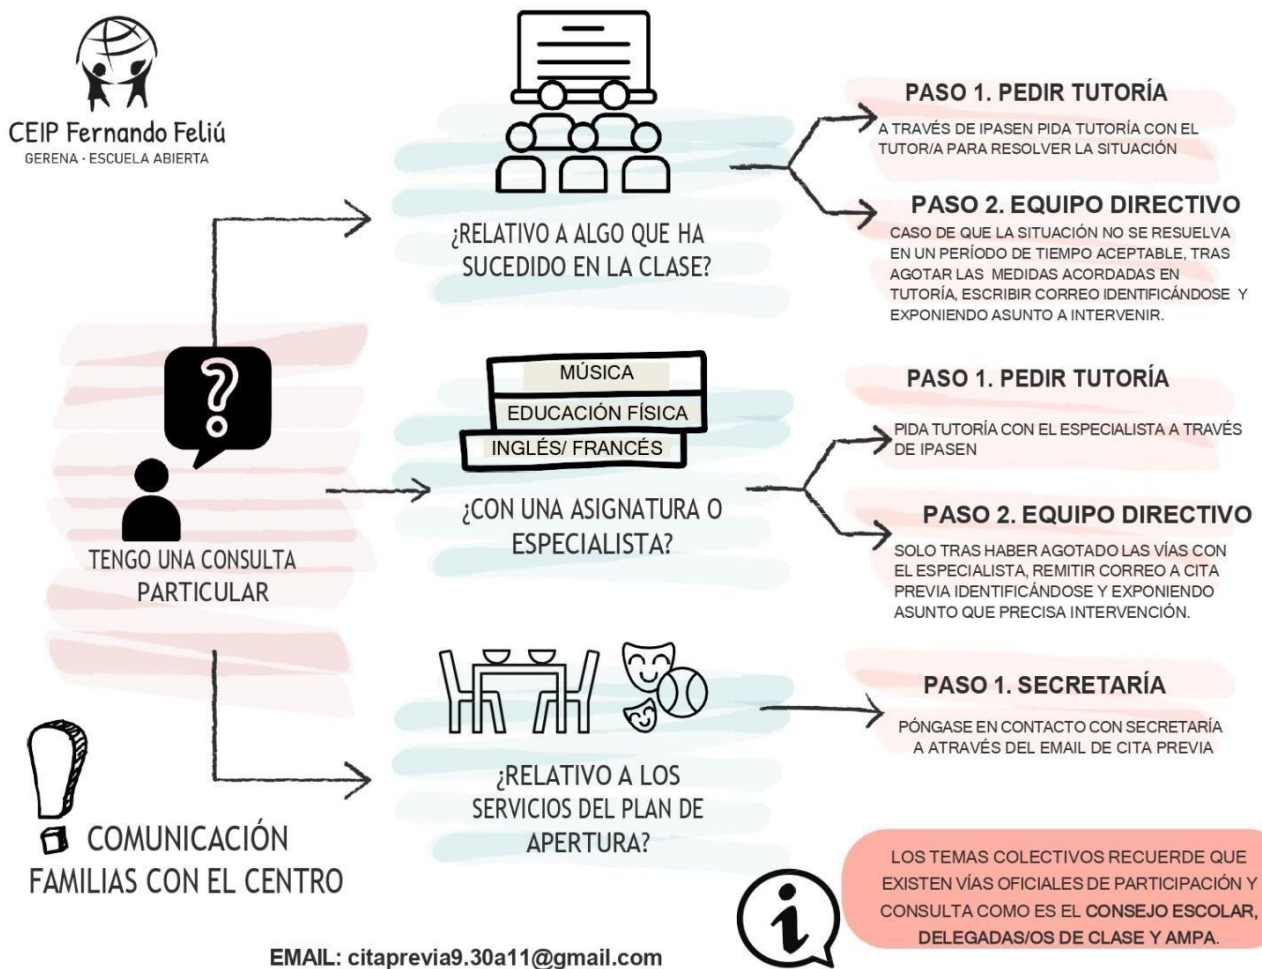 CEIP Fernando Feliú
GERENA · ESCUELA ABIERTA
¿RELATIVO A ALGO QUE HA
SUCEDIDO EN LA CLASE?
PASO 1. PEDIR TUTORÍA
A TRAVÉS DE IPASEN PIDA TUTORÍA CON EL
TUTOR/A PARA RESOLVER LA SITUACIÓN
PASO 2. EQUIPO DIRECTIVO
CASO DE QUE LA SITUACIÓN NO SE RESUELVA
EN UN PERÍODO DE TIEMPO ACEPTABLE, TRAS
AGOTAR LAS MEDIDAS ACORDADAS EN
TUTORÍA, ESCRIBIR CORREO IDENTIFICÁNDOSE Y
EXPONIENDO ASUNTO A INTERVENIR.
?
TENGO UNA CONSULTA
PARTICULAR
MÚSICA
EDUCACIÓN FÍSICA
INGLÉS/ FRANCÉS
¿CON UNA ASIGNATURA O
ESPECIALISTA?
PASO 1. PEDIR TUTORÍA
PIDA TUTORÍA CON EL ESPECIALISTA A TRAVÉS
DE IPASEN
PASO 2. EQUIPO DIRECTIVO
SOLO TRAS HABER AGOTADO LAS VÍAS CON
EL ESPECIALISTA, REMITIR CORREO A CITA
PREVIA IDENTIFICÁNDOSE Y EXPONIENDO
ASUNTO QUE PRECISA INTERVENCIÓN.
¿RELATIVO A LOS
SERVICIOS DEL PLAN DE
APERTURA?
PASO 1. SECRETARÍA
PÓNGASE EN CONTACTO CON SECRETARÍA
A ATRAVÉS DEL EMAIL DE CITA PREVIA
! COMUNICACIÓN
FAMILIAS CON EL CENTRO
EMAIL: citaprevia9.30a11@gmail.com
i
LOS TEMAS COLECTIVOS RECUERDE QUE
EXISTEN VÍAS OFICIALES DE PARTICIPACIÓN Y
CONSULTA COMO ES EL CONSEJO ESCOLAR,
DELEGADAS/OS DE CLASE Y AMPA.